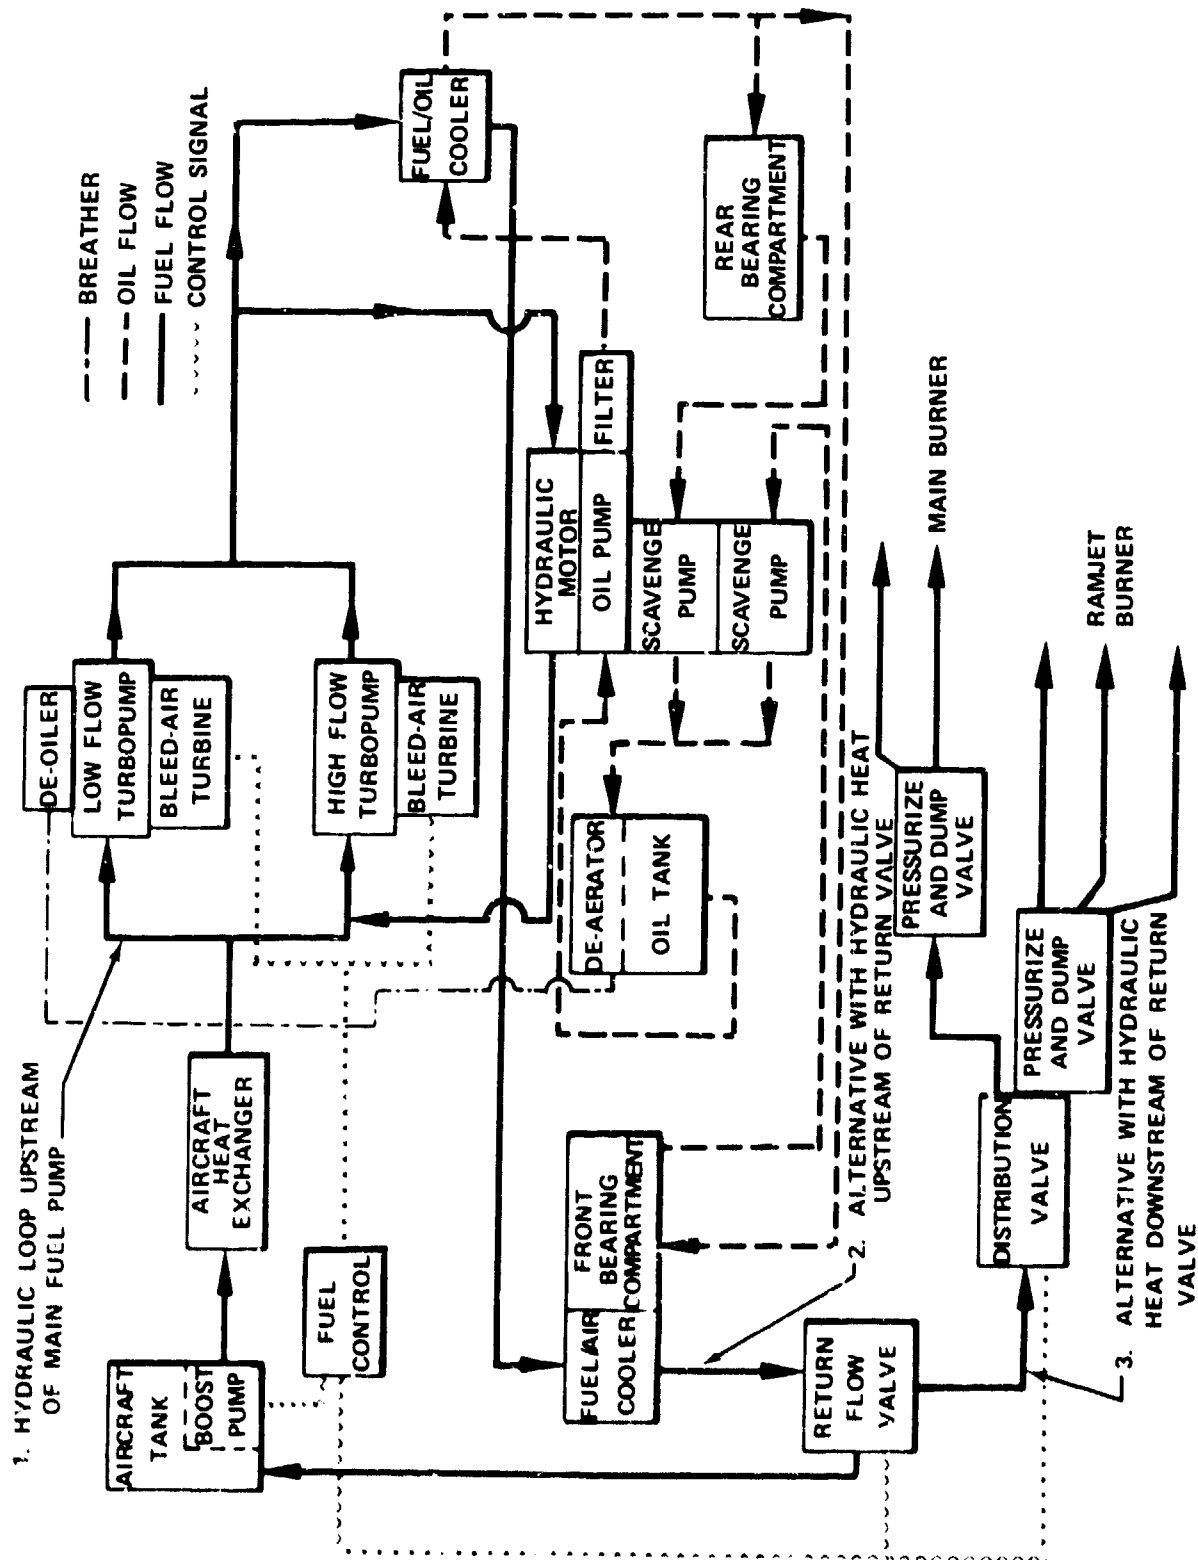 1. HYDRAULIC LOOP UPSTREAM
OF MAIN FUEL PUMP
BREATHER
OIL FLOW
FUEL FLOW
CONTROL SIGNAL
AIRCRAFT
TANK
BOOST
PUMP
AIRCRAFT
HEAT
EXCHANGER
FUEL
CONTROL
DE-OILER
LOW FLOW
TURBOPUMP
BLEED-AIR
TURBINE
HIGH FLOW
TURBOPUMP
BLEED-AIR
TURBINE
FUEL/OIL
COOLER
HYDRAULIC
MOTOR
OIL PUMP
FILTER
SCAVENGE
PUMP
SCAVENGE
PUMP
REAR
BEARING
COMPARTMENT
DE-AERATOR
OIL TANK
FUEL/AIR
COOLER
FRONT
BEARING
COMPARTMENT
2. ALTERNATIVE WITH HYDRAULIC HEAT
UPSTREAM OF RETURN VALVE
RETURN
FLOW
VALVE
DISTRIBUTION
VALVE
PRESSURIZE
AND DUMP
VALVE
MAIN BURNER
PRESSURIZE
AND DUMP
VALVE
RAMJET
BURNER
3. ALTERNATIVE WITH HYDRAULIC
HEAT DOWNSTREAM OF RETURN
VALVE